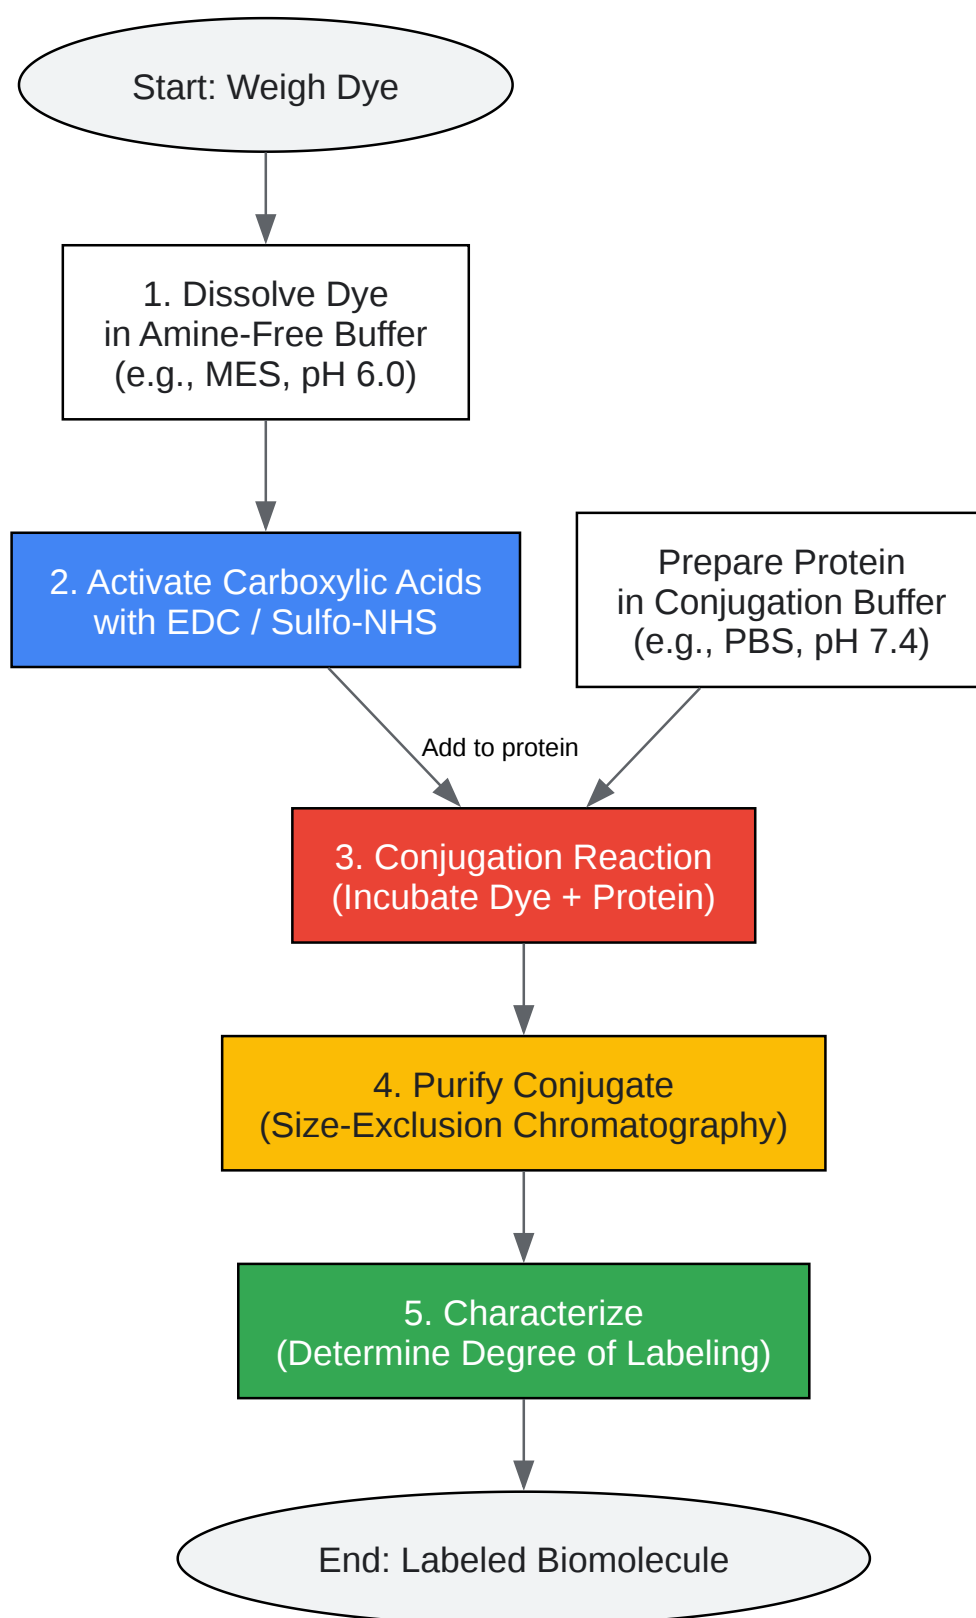 Start: Weigh Dye
1. Dissolve Dye
in Amine-Free Buffer
(e.g., MES, pH 6.0)
2. Activate Carboxylic Acids
with EDC / Sulfo-NHS
Prepare Protein
in Conjugation Buffer
(e.g., PBS, pH 7.4)
Add to protein
3. Conjugation Reaction
(Incubate Dye + Protein)
4. Purify Conjugate
(Size-Exclusion Chromatography)
5. Characterize
(Determine Degree of Labeling)
End: Labeled Biomolecule